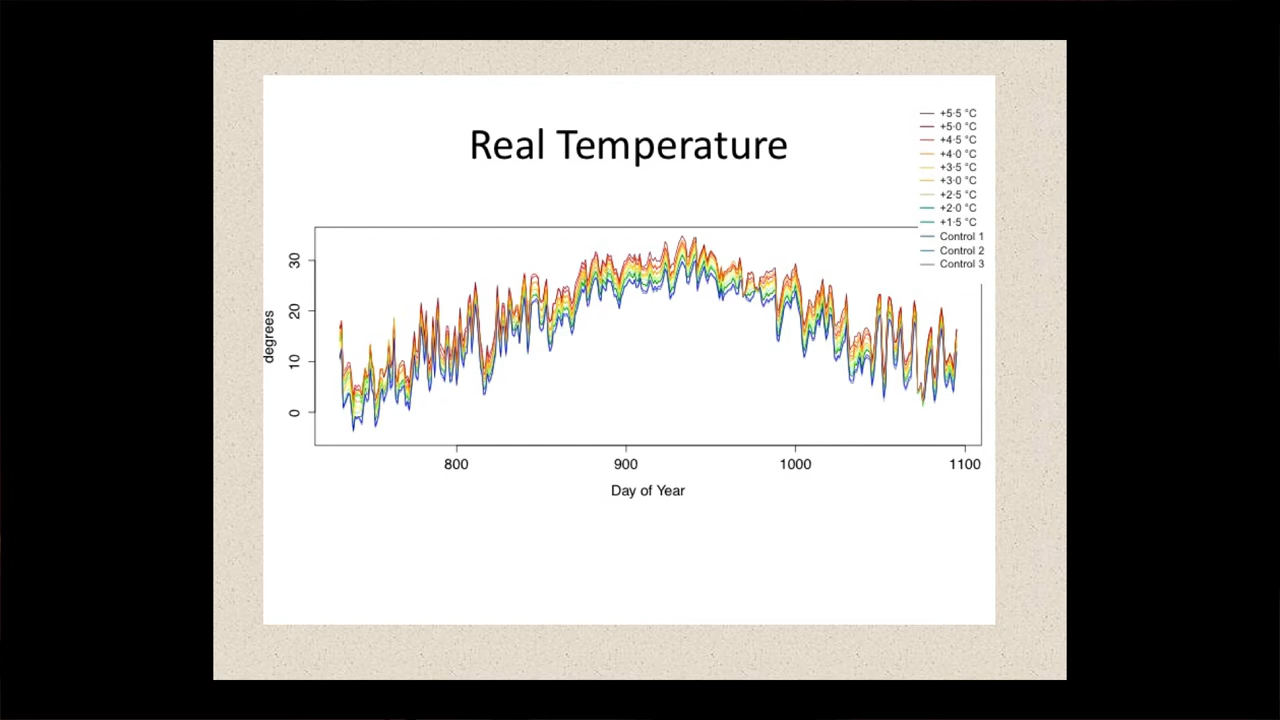 Real Temperature
+5·5 °C
+5·0 °C
+4·5 °C
+4·0 °C
+3·5 °C
+3·0 °C
+2·5 °C
+2·0 °C
+1·5 °C
Control 1
Control 2
Control 3
degrees
30
20
10
0
800
900
1000
1100
Day of Year